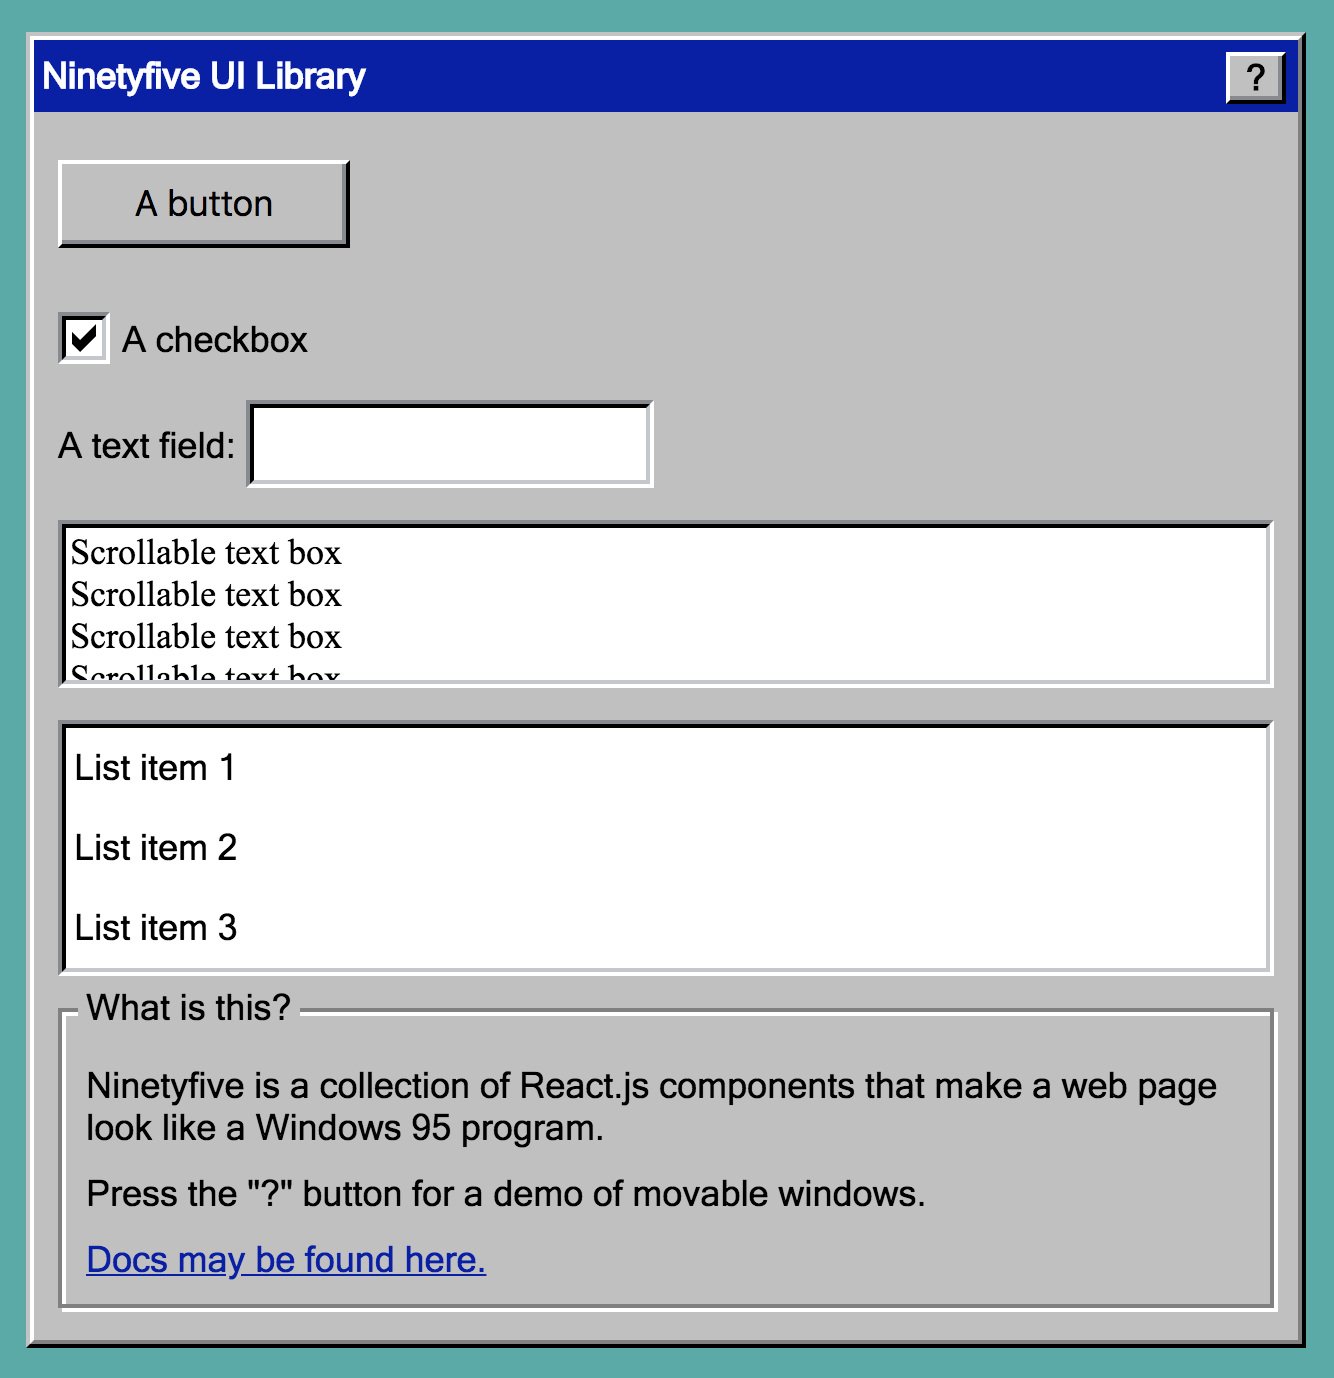 Ninetyfive UI Library
?
A button
A checkbox
A text field:
Scrollable text box
Scrollable text box
Scrollable text box
Scrollable text box
List item 1
List item 2
List item 3
What is this?
Ninetyfive is a collection of React.js components that make a web page
look like a Windows 95 program.
Press the "?" button for a demo of movable windows.
Docs may be found here.